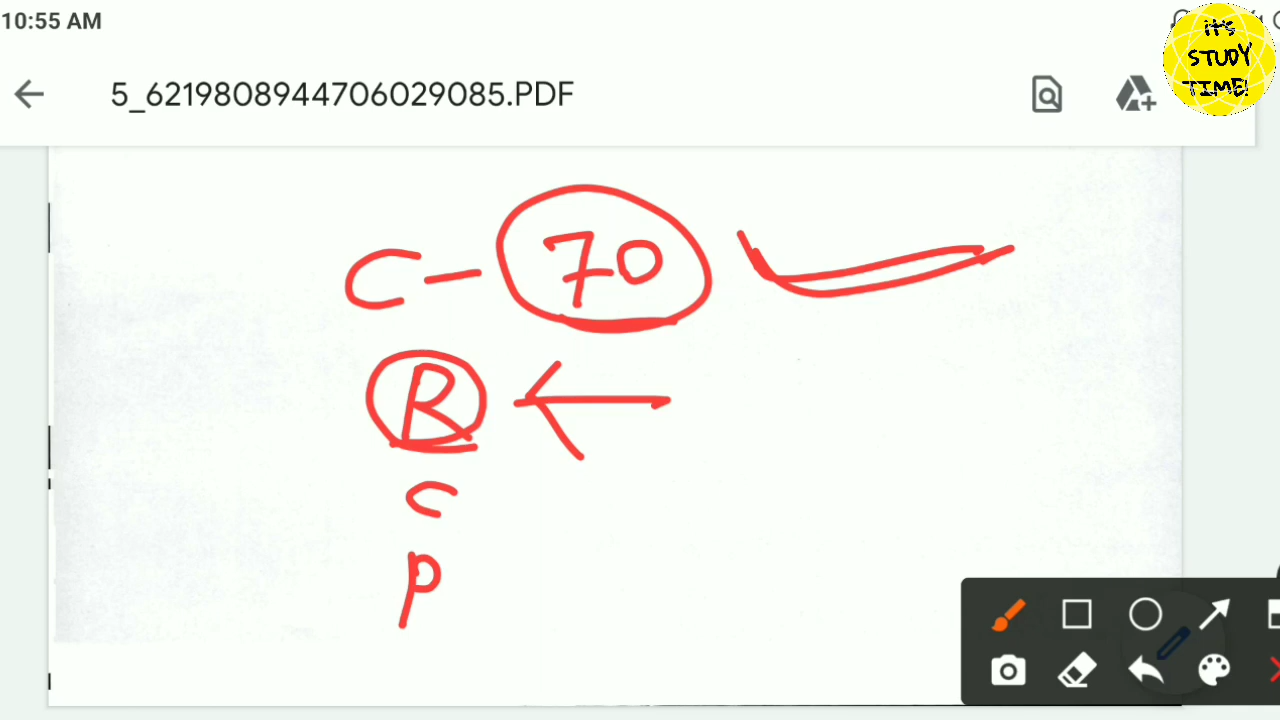 10:55 AM
IT'S
STUDY
TIME!
5_6219808944706029085.PDF
C - 70
R
C
P